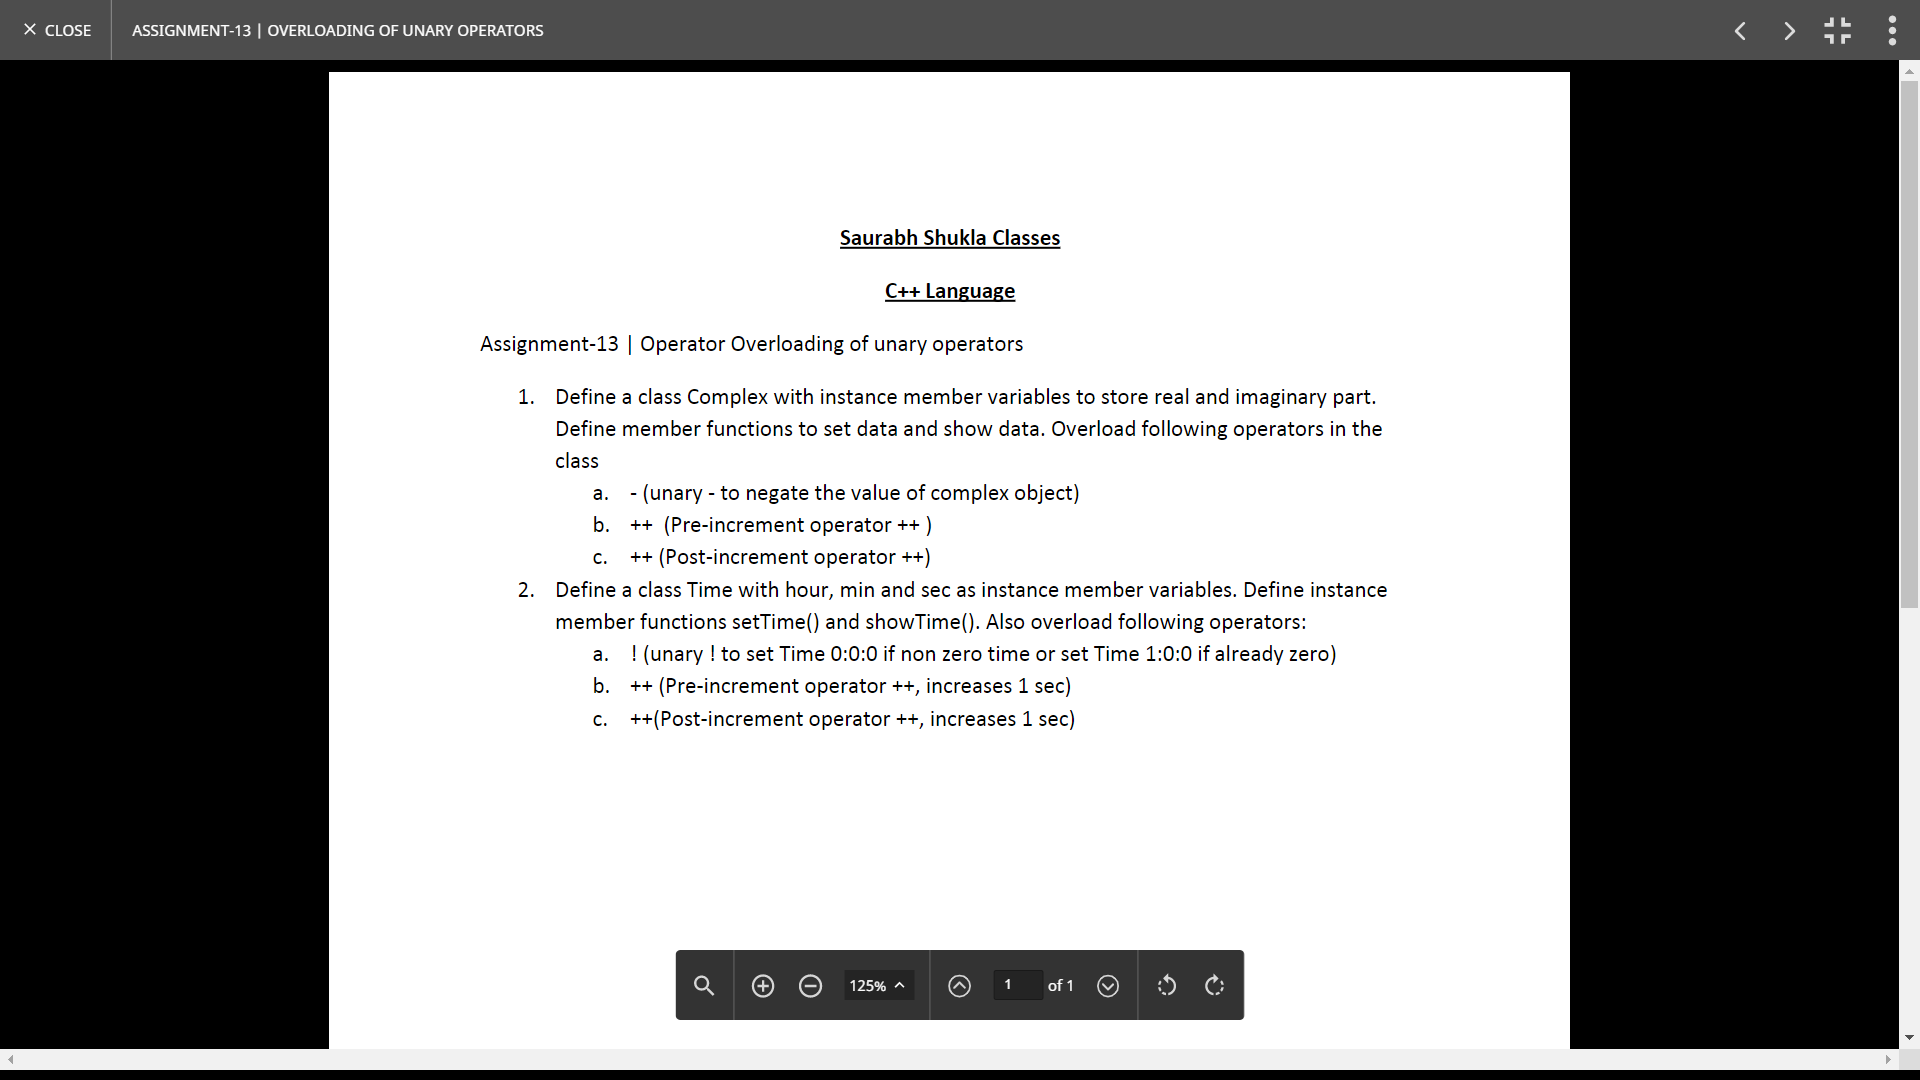 CLOSE
ASSIGNMENT-13 | OVERLOADING OF UNARY OPERATORS
Saurabh Shukla Classes
C++ Language
Assignment-13 | Operator Overloading of unary operators
1. Define a class Complex with instance member variables to store real and imaginary part.
Define member functions to set data and show data. Overload following operators in the
class
a. - (unary - to negate the value of complex object)
b. ++ (Pre-increment operator ++ )
c. ++ (Post-increment operator ++)
2. Define a class Time with hour, min and sec as instance member variables. Define instance
member functions setTime() and showTime(). Also overload following operators:
a. ! (unary ! to set Time 0:0:0 if non zero time or set Time 1:0:0 if already zero)
b. ++ (Pre-increment operator ++, increases 1 sec)
c. ++(Post-increment operator ++, increases 1 sec)
125% 1 of 1